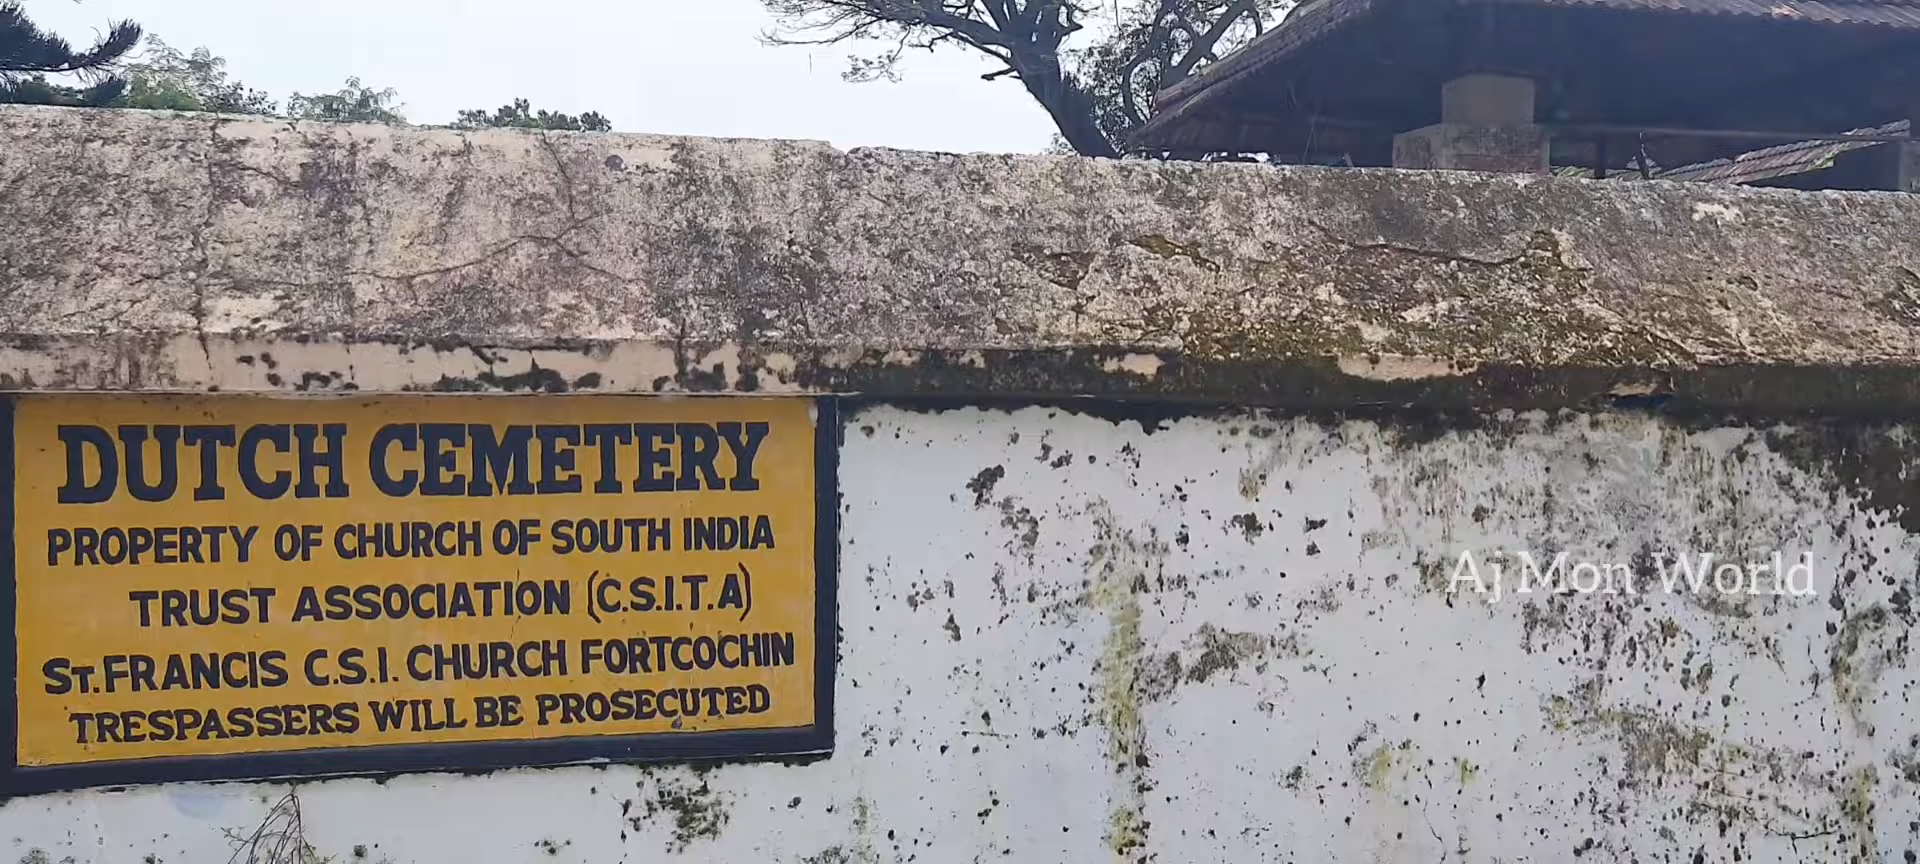 DUTCH CEMETERY
PROPERTY OF CHURCH OF SOUTH INDIA
TRUST ASSOCIATION (C.S.I.T.A)
ST.FRANCIS C.S.I. CHURCH FORTCOCHIN
TRESPASSERS WILL BE PROSECUTED
Aj Mon World